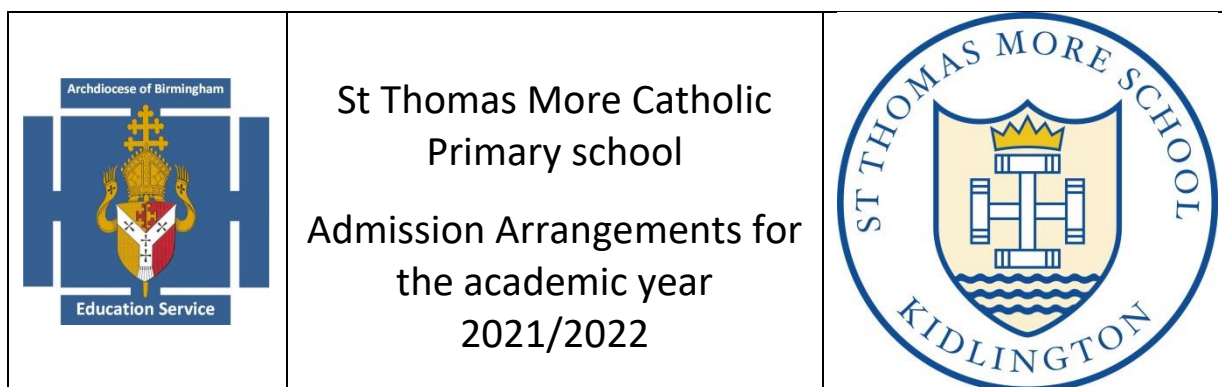 Archdiocese of Birmingham
Education Service
St Thomas More Catholic
Primary school
Admission Arrangements for
the academic year
2021/2022
ST THOMAS MORE SCHOOL
KIDLINGTON